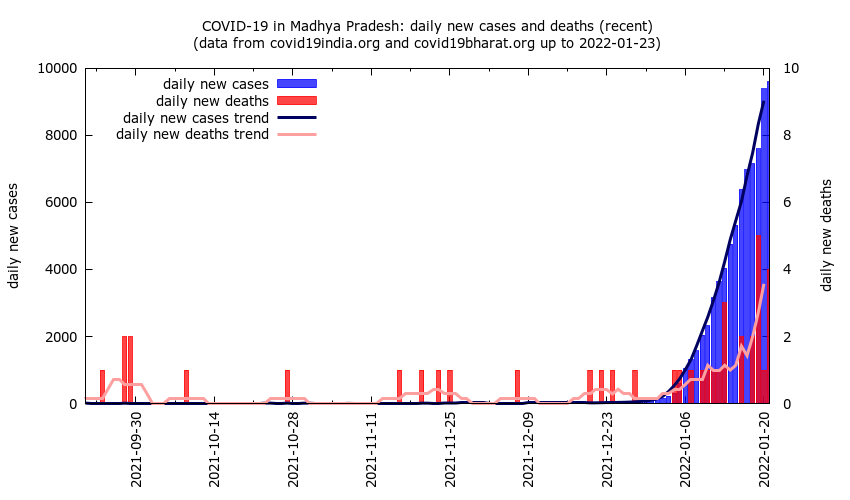 COVID-19 in Madhya Pradesh: daily new cases and deaths (recent)
(data from covid19india.org and covid19bharat.org up to 2022-01-23)
10000
8000
6000
4000
2000
0
daily new cases
daily new cases
daily new deaths
daily new cases trend
daily new deaths trend
10
8
6
4
2
0
daily new deaths
2021-09-30
2021-10-14
2021-10-28
2021-11-11
2021-11-25
2021-12-09
2021-12-23
2022-01-06
2022-01-20